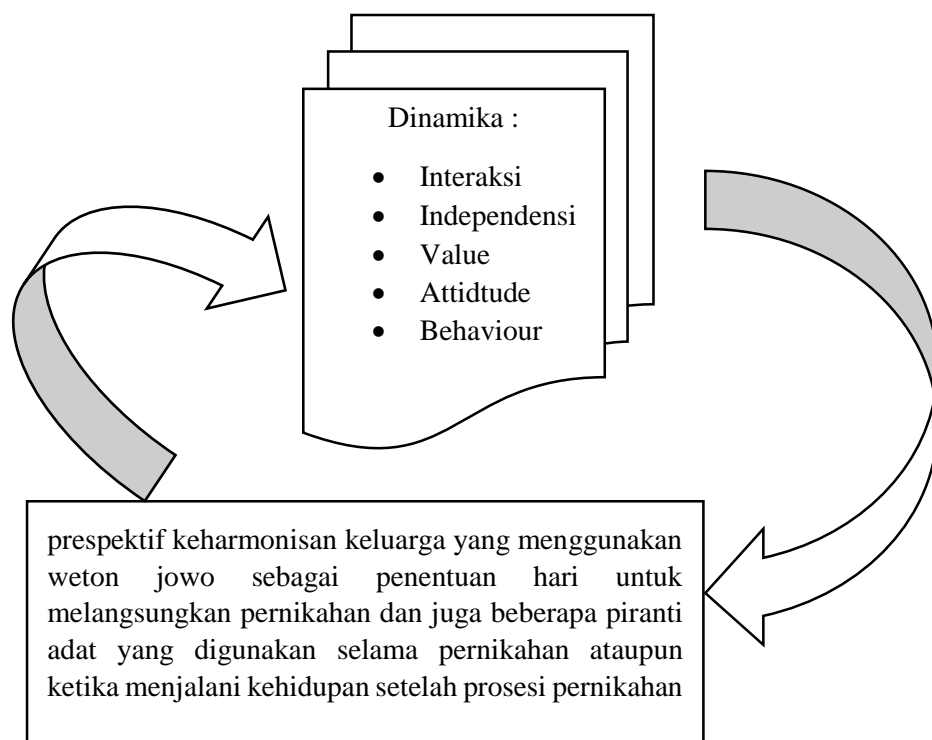 Dinamika :
• Interaksi
• Independensi
• Value
• Attidtude
• Behaviour
prespektif keharmonisan keluarga yang menggunakan
weton jowo sebagai penentuan hari untuk
melangsungkan pernikahan dan juga beberapa piranti
adat yang digunakan selama pernikahan ataupun
ketika menjalani kehidupan setelah prosesi pernikahan